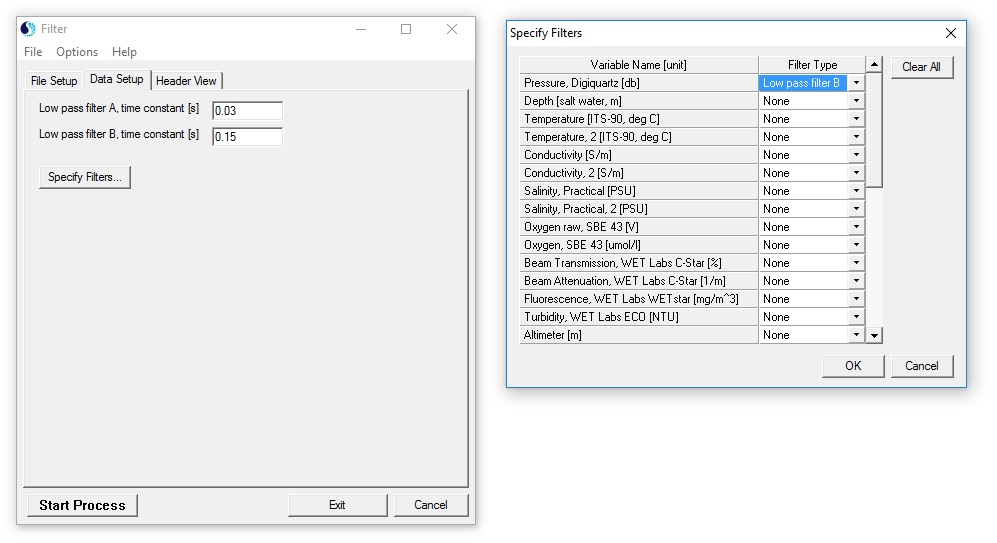 Filter
File Options Help
File Setup Data Setup Header View
Low pass filter A, time constant [s] 0.03
Low pass filter B, time constant [s] 0.15
Specify Filters...
Start Process Exit Cancel
Specify Filters
Variable Name [unit] Filter Type Clear All
Pressure, Digiquartz [db] Low pass filter B
Depth [salt water, m] None
Temperature [ITS-90, deg C] None
Temperature, 2 [ITS-90, deg C] None
Conductivity [S/m] None
Conductivity, 2 [S/m] None
Salinity, Practical [PSU] None
Salinity, Practical, 2 [PSU] None
Oxygen raw, SBE 43 [V] None
Oxygen, SBE 43 [umol/l] None
Beam Transmission, WET Labs C-Star [%] None
Beam Attenuation, WET Labs C-Star [1/m] None
Fluorescence, WET Labs WETstar [mg/m^3] None
Turbidity, WET Labs ECO [NTU] None
Altimeter [m] None
OK Cancel